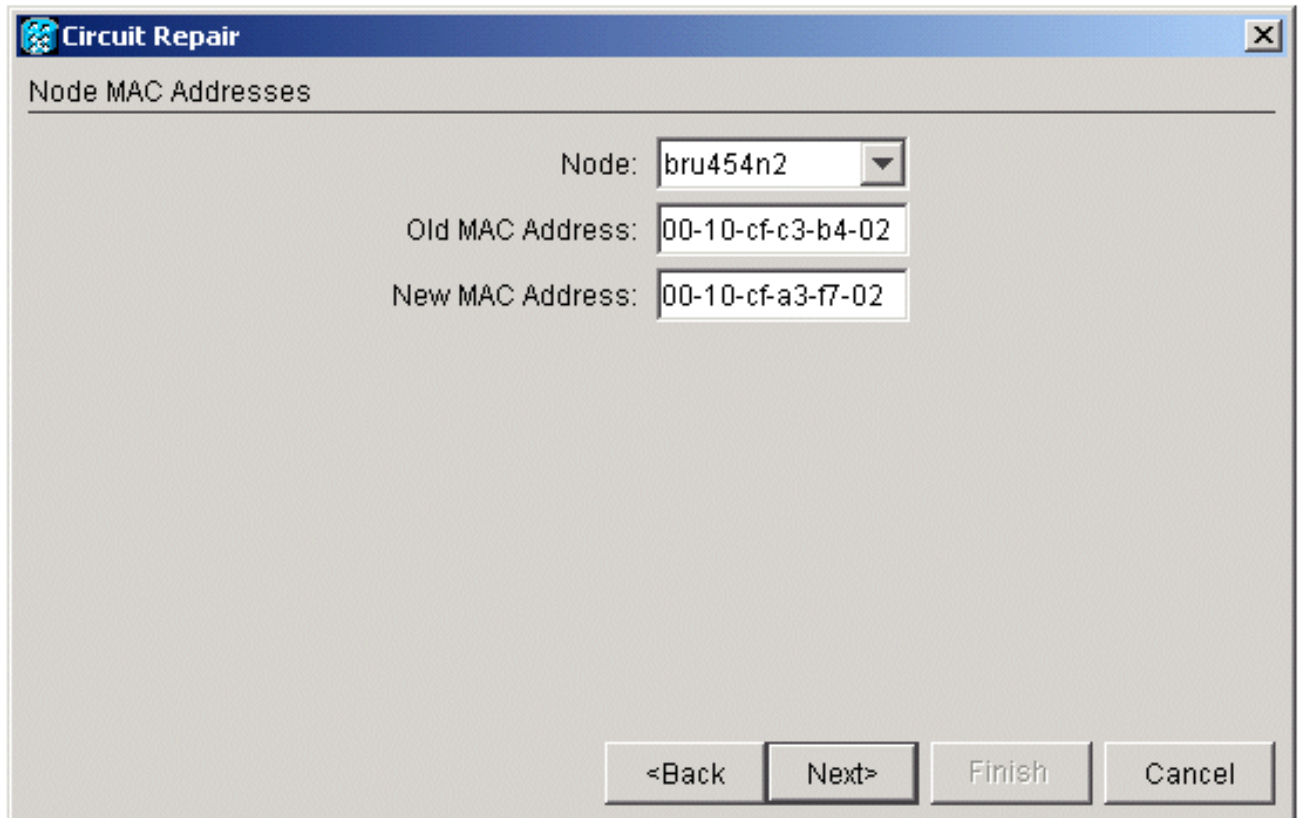 Circuit Repair
Node MAC Addresses
Node: bru454n2
Old MAC Address: 00-10-cf-c3-b4-02
New MAC Address: 00-10-cf-a3-f7-02
<Back Next> Finish Cancel